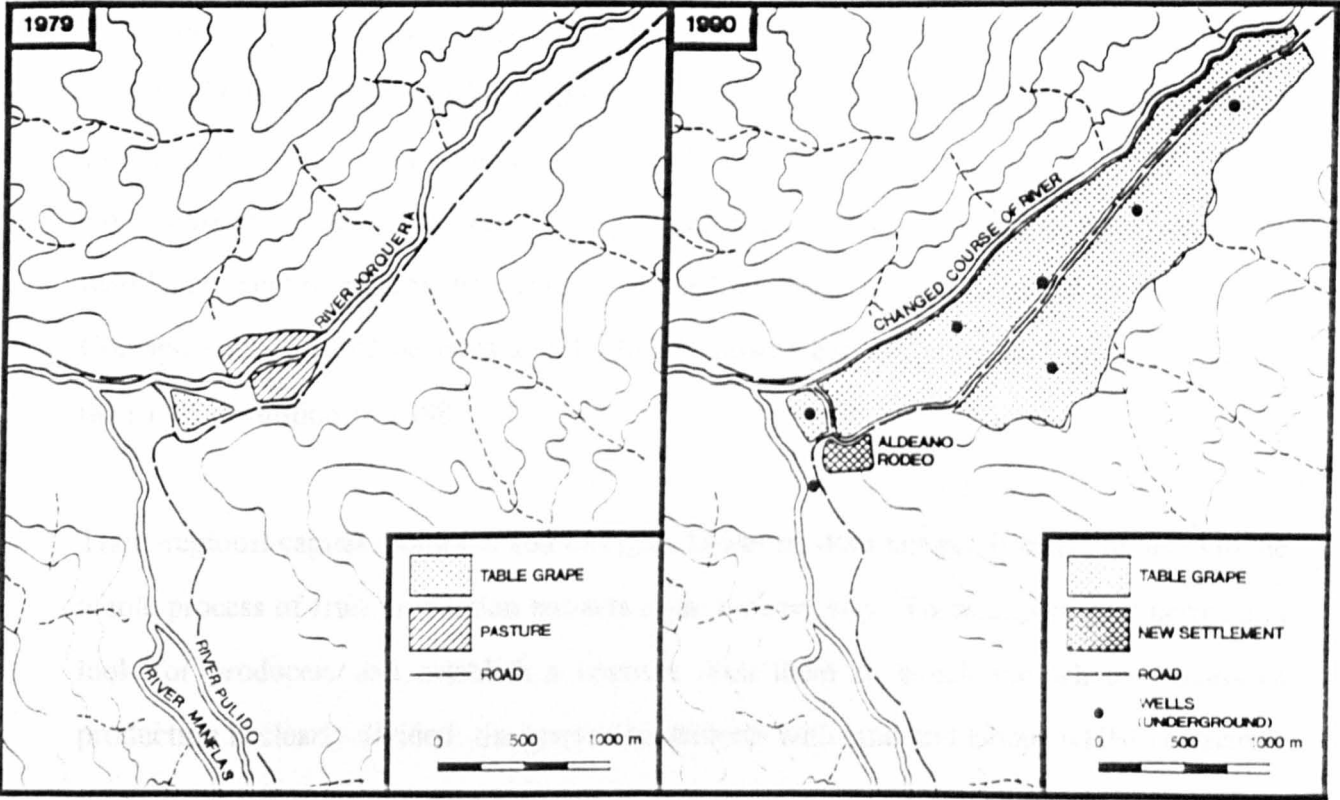 1979
RIVER JORQUERA
RIVER PULIDO
RIVER MANFLAS
TABLE GRAPE
PASTURE
ROAD
0 500 1000 m
1990
CHANGED COURSE OF RIVER
ALDEANO
RODEO
TABLE GRAPE
NEW SETTLEMENT
ROAD
WELLS
(UNDERGROUND)
0 500 1000 m